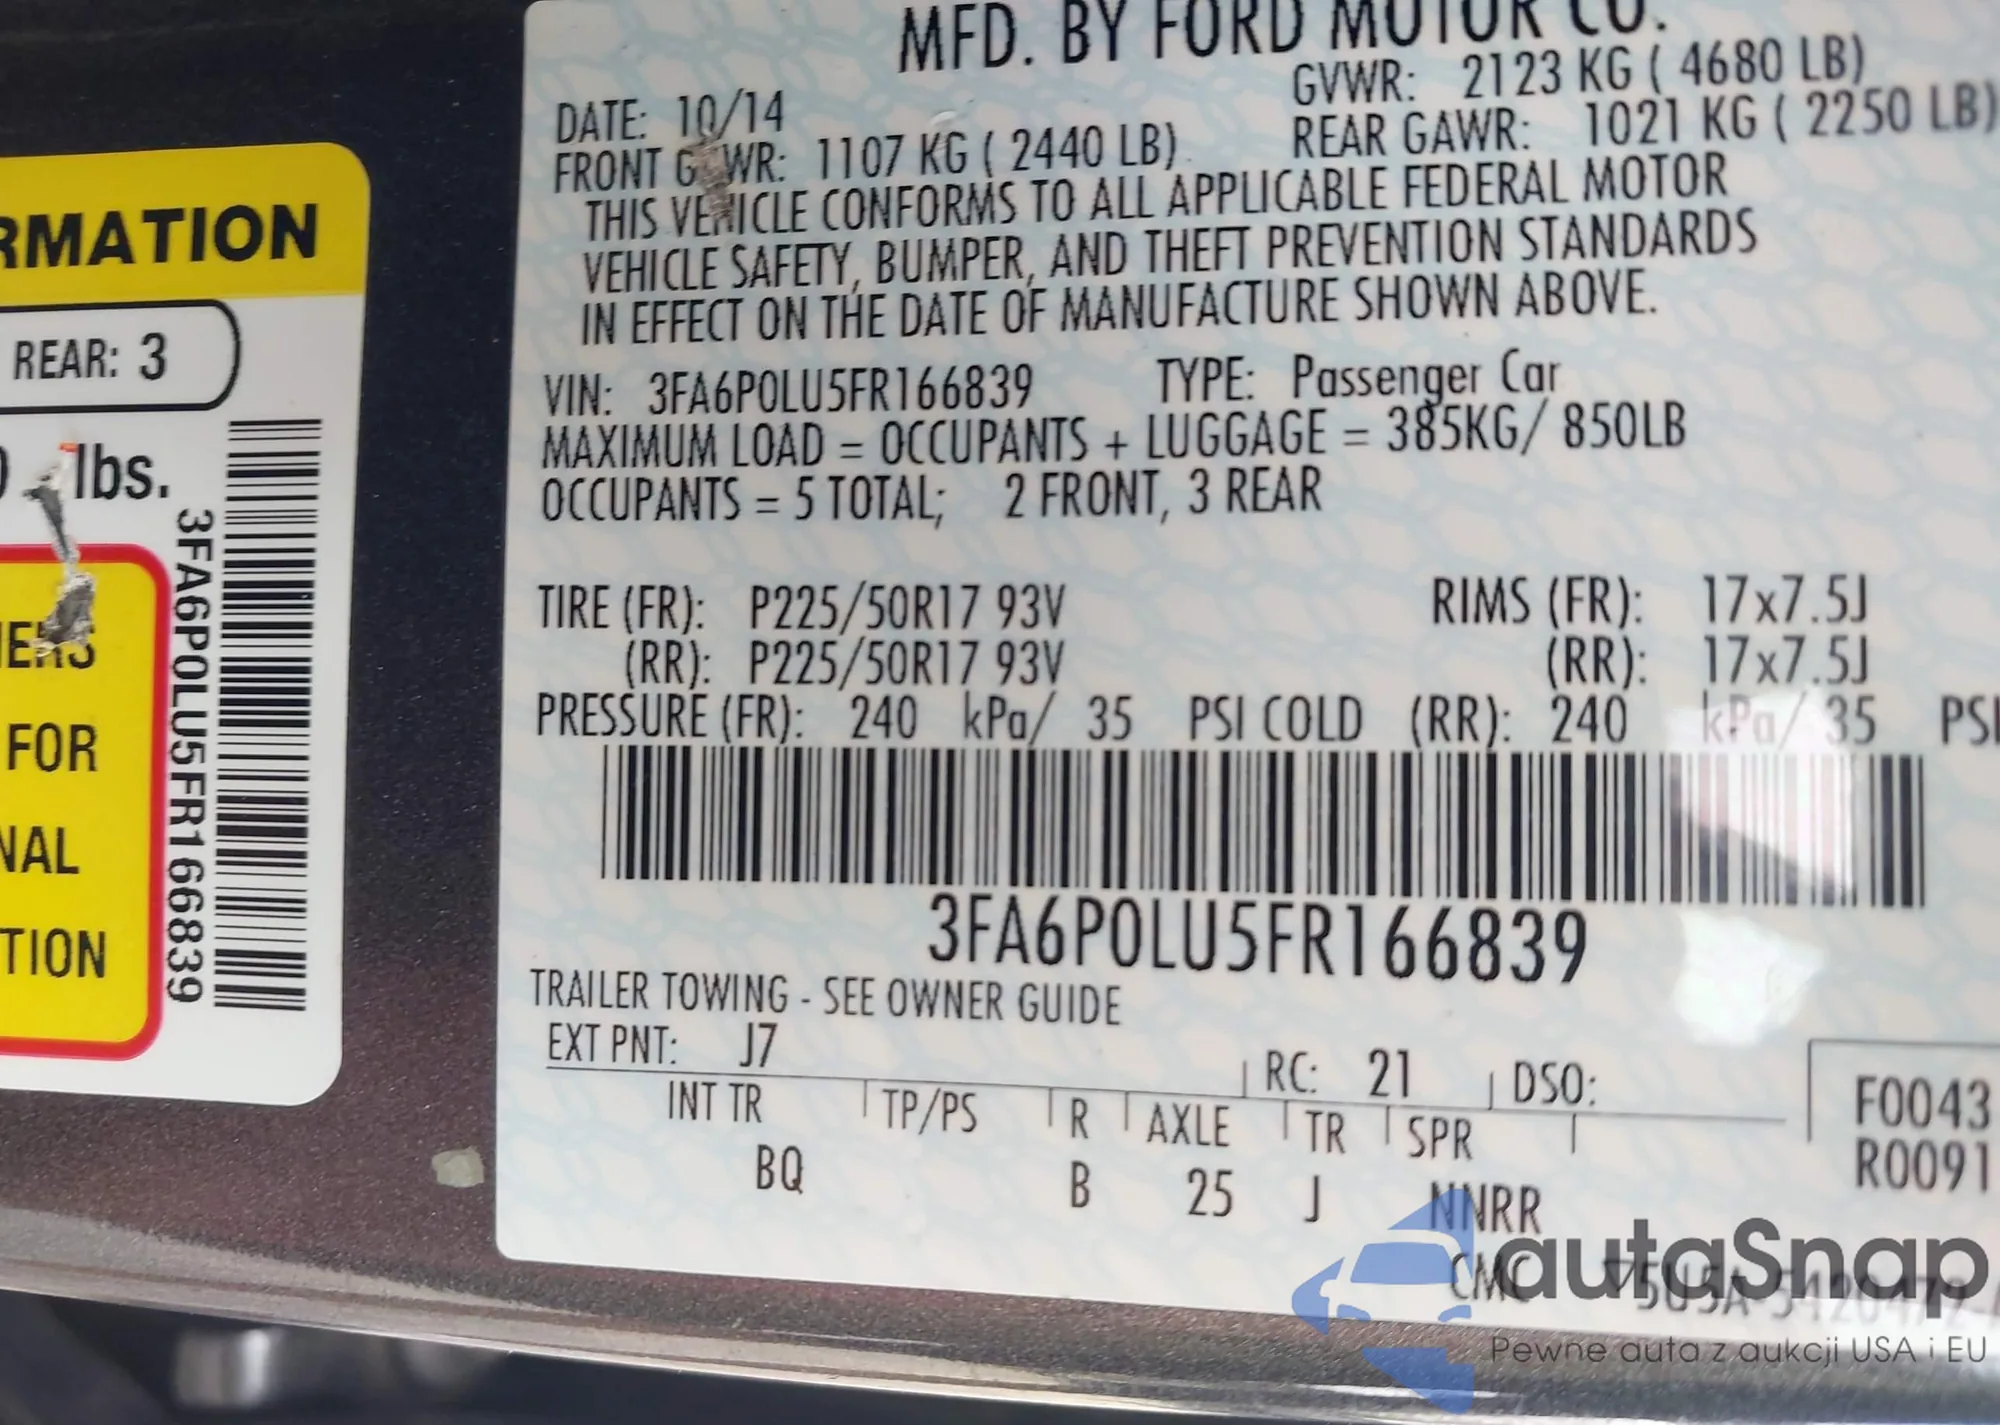 RMATION
REAR: 3
lbs.
3FA6P0LU5FR166839
FOR
NAL
TION
MFD. BY FORD MOTOR CO.
DATE: 10/14
GVWR: 2123 KG ( 4680 LB)
FRONT G WR: 1107 KG ( 2440 LB)
REAR GAWR: 1021 KG ( 2250 LB)
THIS VEHICLE CONFORMS TO ALL APPLICABLE FEDERAL MOTOR
VEHICLE SAFETY, BUMPER, AND THEFT PREVENTION STANDARDS
IN EFFECT ON THE DATE OF MANUFACTURE SHOWN ABOVE.
VIN: 3FA6P0LU5FR166839 TYPE: Passenger Car
MAXIMUM LOAD = OCCUPANTS + LUGGAGE = 385KG/ 850LB
OCCUPANTS = 5 TOTAL; 2 FRONT, 3 REAR
TIRE (FR): P225/50R17 93V RIMS (FR): 17x7.5J
(RR): P225/50R17 93V (RR): 17x7.5J
PRESSURE (FR): 240 kPa/ 35 PSI COLD (RR): 240 kPa/ 35 PSI
3FA6P0LU5FR166839
TRAILER TOWING - SEE OWNER GUIDE
EXT PNT: J7 RC: 21 DSO:
INT TR TP/PS R AXLE TR SPR
BQ B 25 J NNRR
F0043
R0091
CMC
autaSnap
Pewne auta z aukcji USA i EU